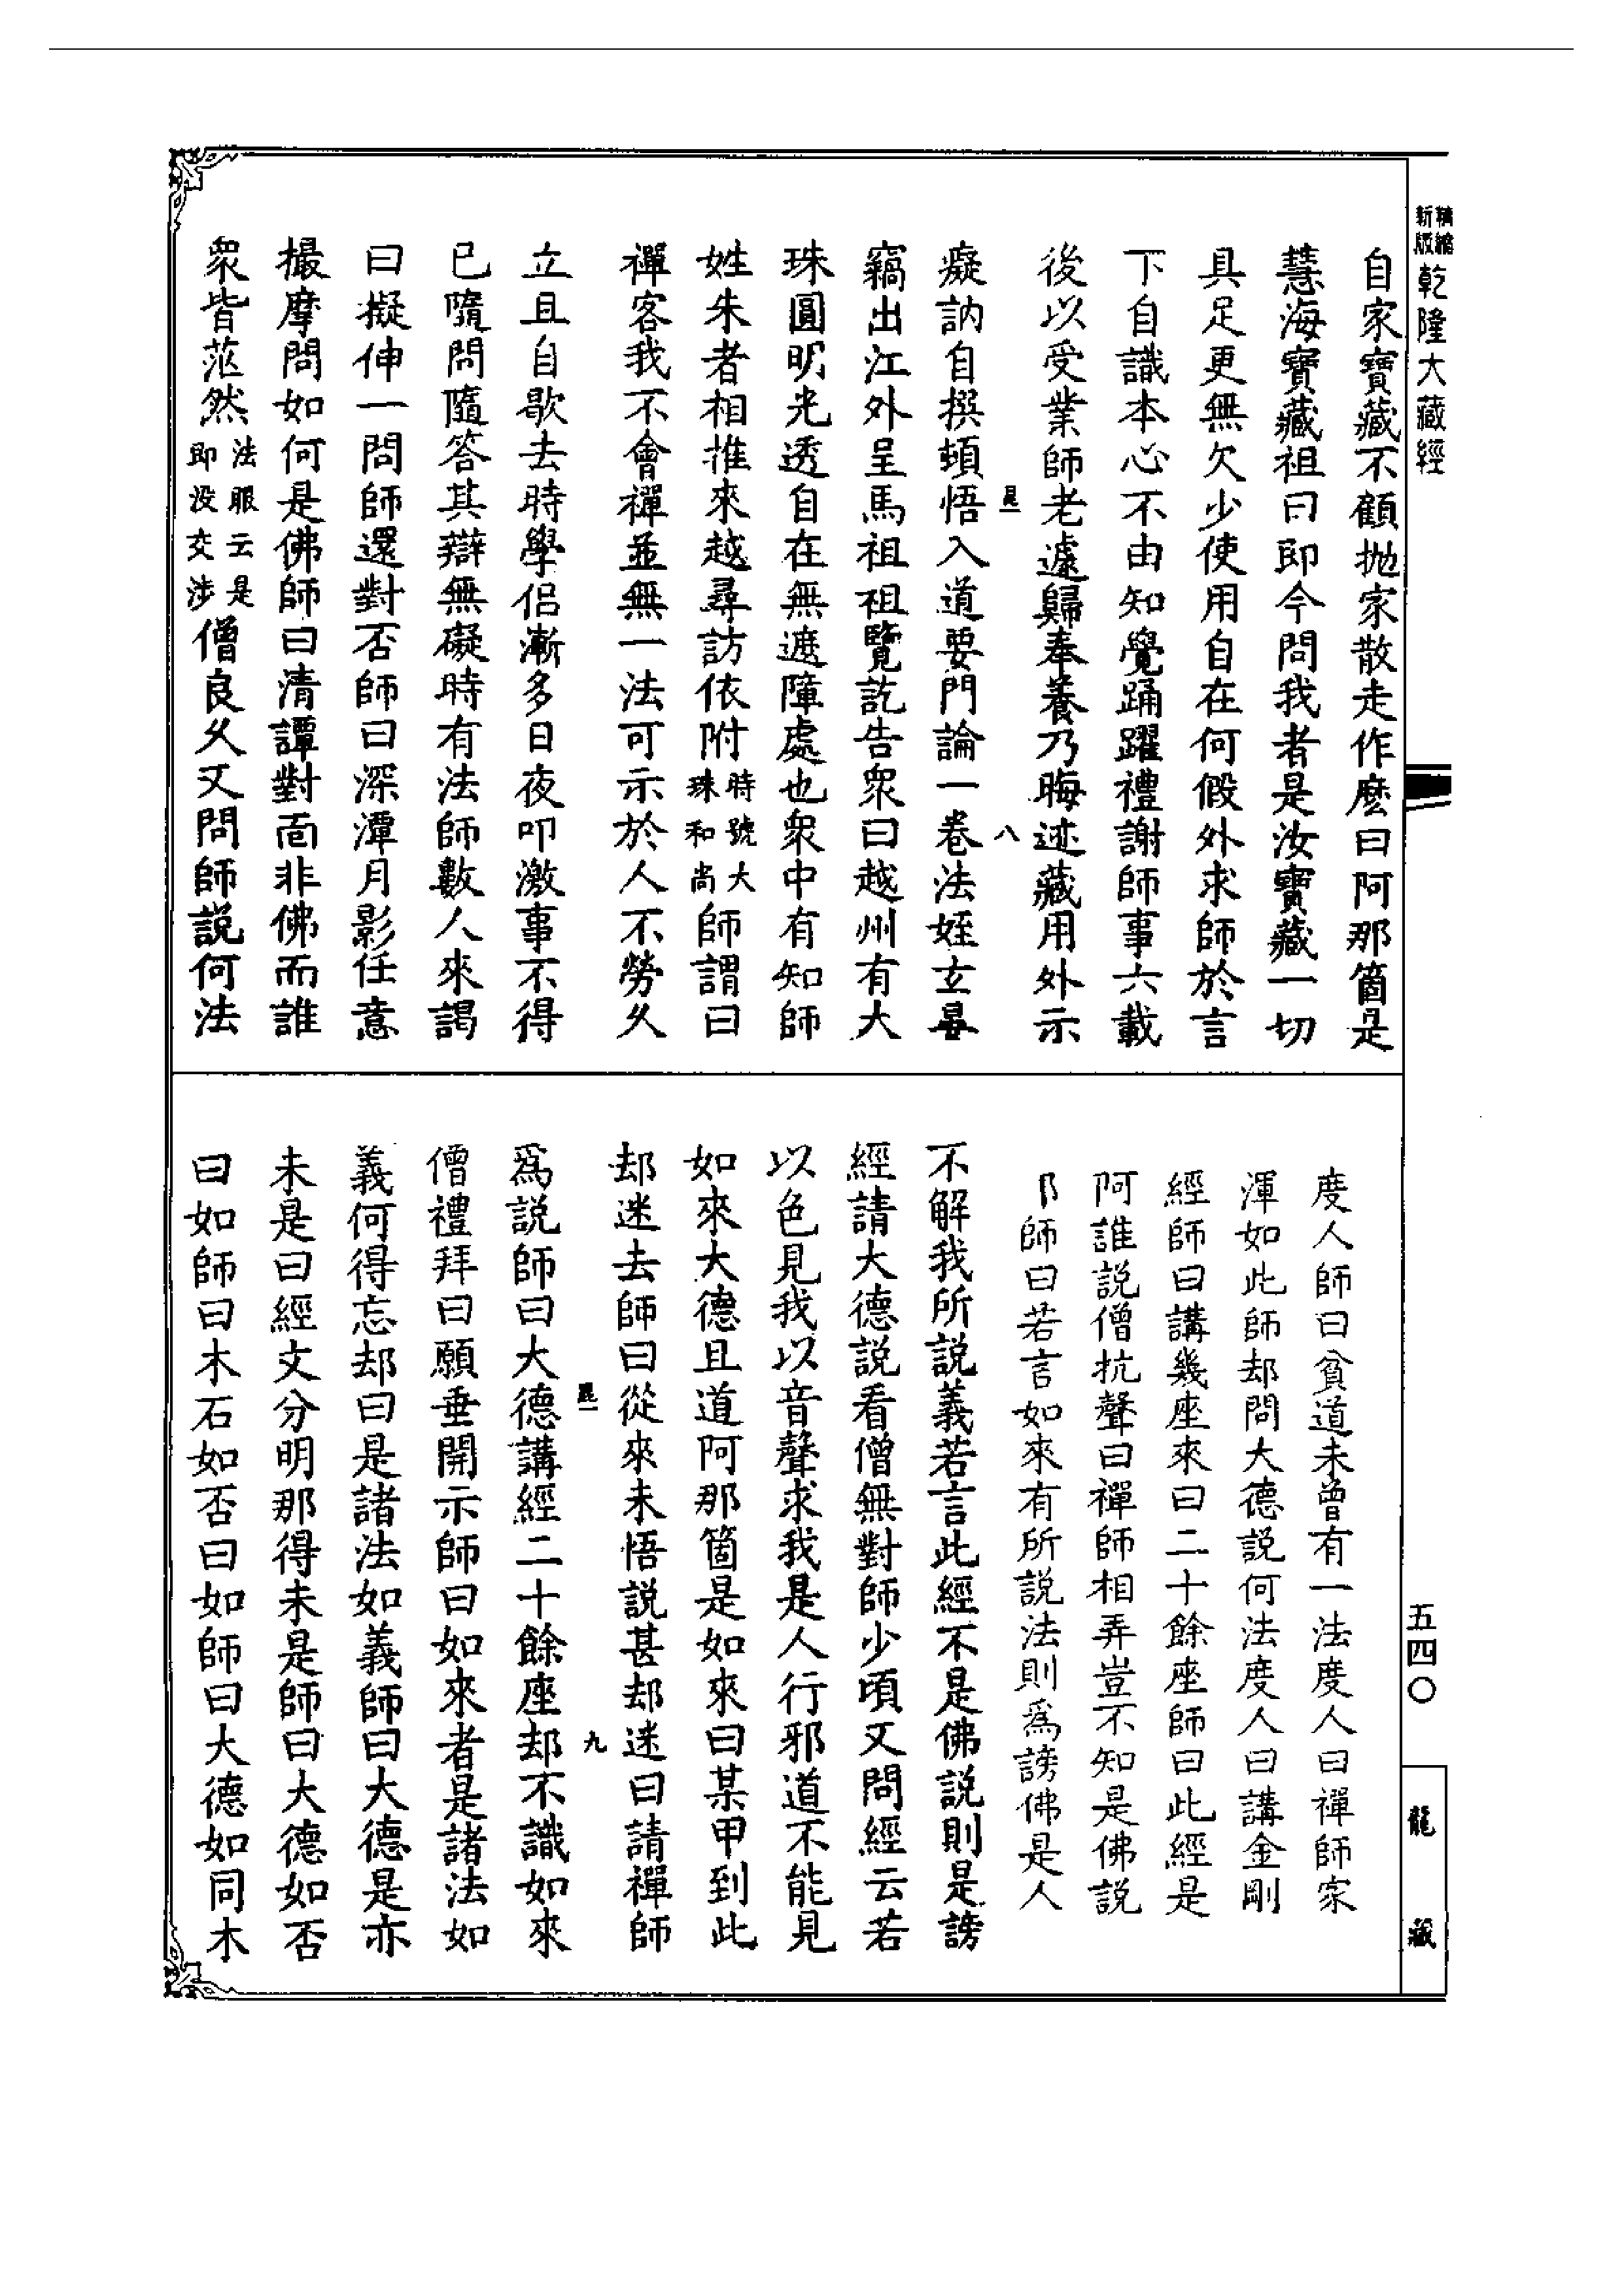 精縮新版乾隆大藏經
自家寶藏不顧抛家散走作麽曰阿那箇是
慧海寶藏祖曰即今問我者是汝寶藏一切
具足更無欠少使用自在何假外求師於言
下自識本心不由知覺踊躍禮謝師事六載
後以受業師老遽歸奉養乃晦迹藏用外示
昆一
八
癡訥自撰頓悟入道要門論一卷法姪玄晏
竊出江外呈馬祖祖覽訖告衆曰越州有大
珠圓明光透自在無遮障處也衆中有知師
姓朱者相推來越尋訪依附時號大珠和尚師謂曰
禪客我不會禪並無一法可示於人不勞久
立且自歇去時學侶漸多日夜叩激事不得
已隨問隨答其辯無礙時有法師數人來謁
曰擬伸一問師還對否師曰深潭月影任意
撮摩問如何是佛師曰清譚對面非佛而誰
衆皆茫然法眼云是即没交涉僧良久又問師説何法
度人師曰貧道未曾有一法度人曰禪師家
渾如此師却問大德説何法度人曰講金剛
經師曰講幾座來曰二十餘座師曰此經是
阿誰説僧抗聲曰禪師相弄豈不知是佛説
師曰若言如來有所説法則爲謗佛是人
不解我所説義若言此經不是佛説則是謗
經請大德説看僧無對師少頃又問經云若
以色見我以音聲求我是人行邪道不能見
如來大德且道阿那箇是如來曰某甲到此
却迷去師曰從來未悟説甚却迷曰請禪師
昆一
九
爲説師曰大德講經二十餘座却不識如來
僧禮拜曰願垂開示師曰如來者是諸法如
義何得忘却曰是諸法如義師曰大德是亦
未是曰經文分明那得未是師曰大德如否
曰如師曰木石如否曰如師曰大德如同木
五四〇
龍藏